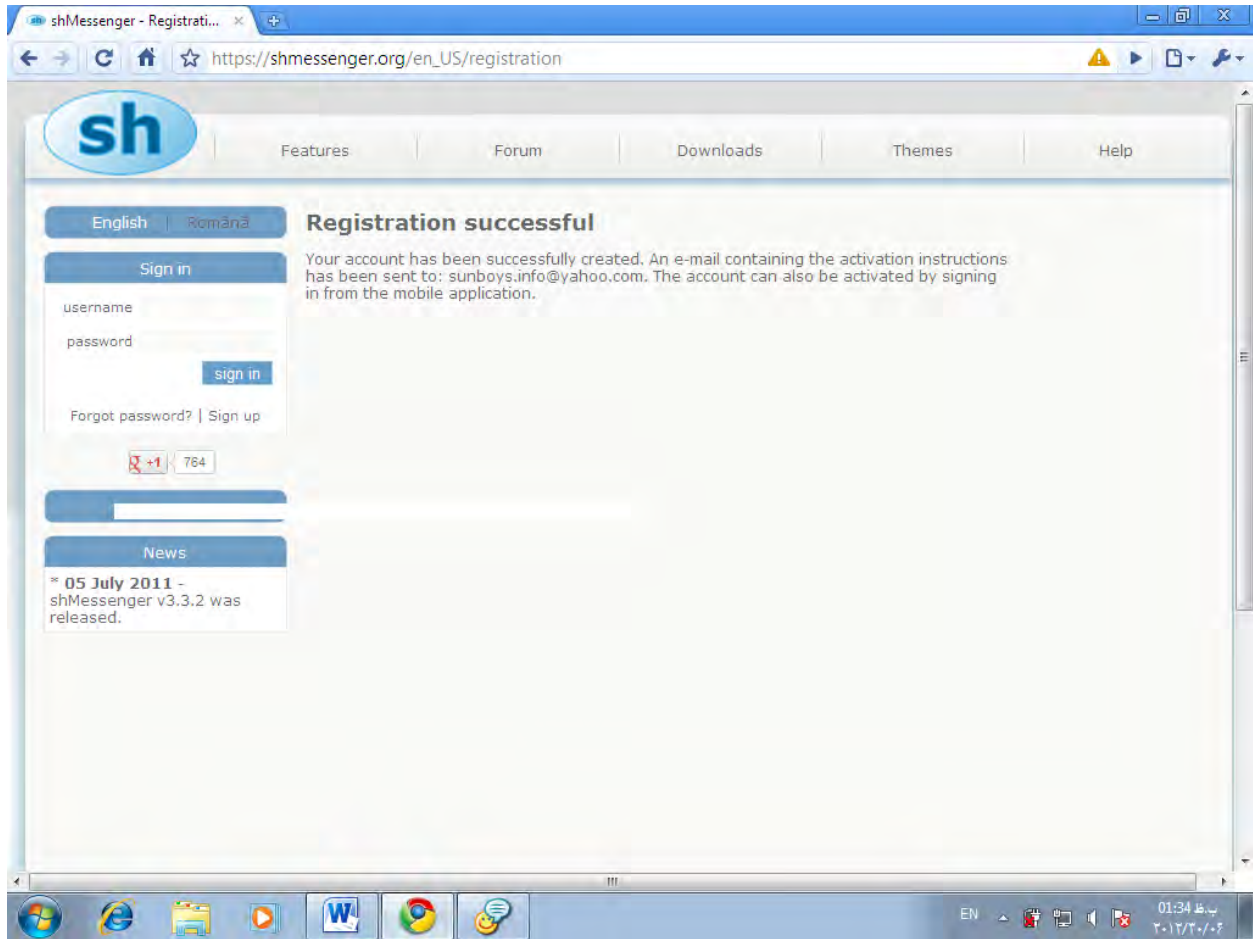 shMessenger - Registrati...
https://shmessenger.org/en_US/registration
sh
Features
Forum
Downloads
Themes
Help
English | Română
Sign in
username
password
sign in
Forgot password? | Sign up
+1 764
News
* 05 July 2011 -
shMessenger v3.3.2 was
released.
Registration successful
Your account has been successfully created. An e-mail containing the activation instructions
has been sent to: sunboys.info@yahoo.com. The account can also be activated by signing
in from the mobile application.
EN
01:34 ب.ظ